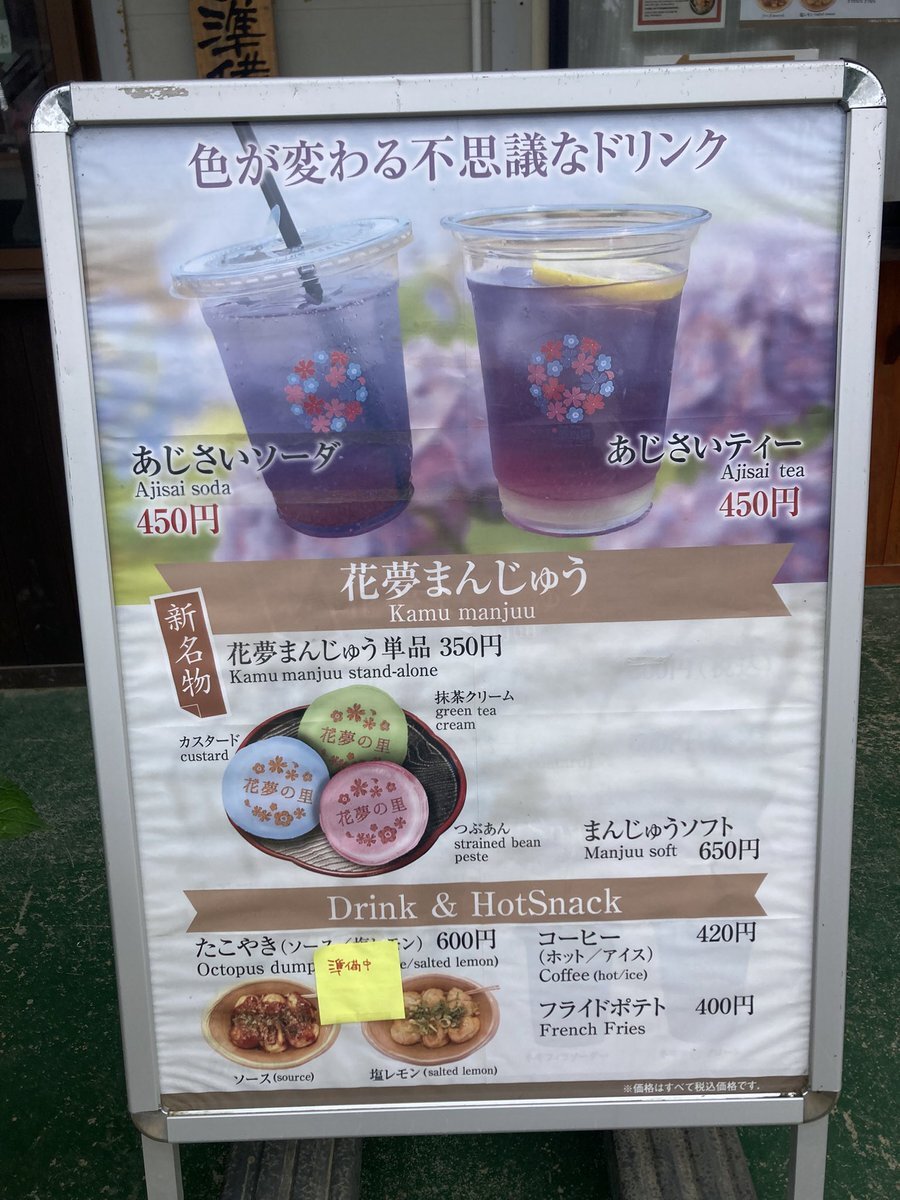 準備
French Fries
色が変わる不思議なドリンク
あじさいソーダ
Ajisai soda
450円
あじさいティー
Ajisai tea
450円
花夢まんじゅう
Kamu manjuu
新名物
花夢まんじゅう単品 350円
Kamu manjuu stand-alone
抹茶クリーム
green tea
cream
カスタード
custard
花夢の里
花夢の里
花夢の里
つぶあん
strained bean
peste
まんじゅうソフト
Manjuu soft 650円
Drink & HotSnack
たこやき(ソース/塩レモン) 600円
Octopus dump e/salted lemon)
準備中
ソース(source)
塩レモン(salted lemon)
コーヒー 420円
(ホット/アイス)
Coffee (hot/ice)
フライドポテト 400円
French Fries
※価格はすべて税込価格です.